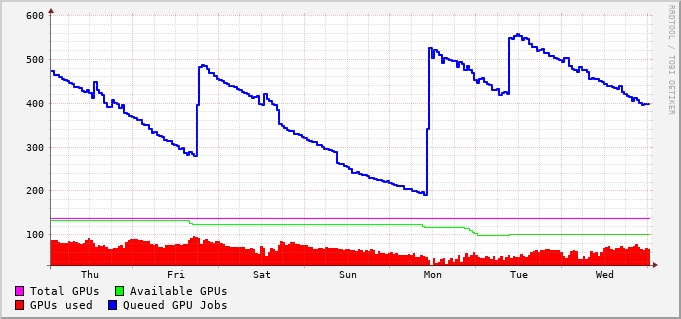 RRDTOOL / TOBI OETIKER
600
500
400
300
200
100
Thu Fri Sat Sun Mon Tue Wed
Total GPUs Available GPUs
GPUs used Queued GPU Jobs